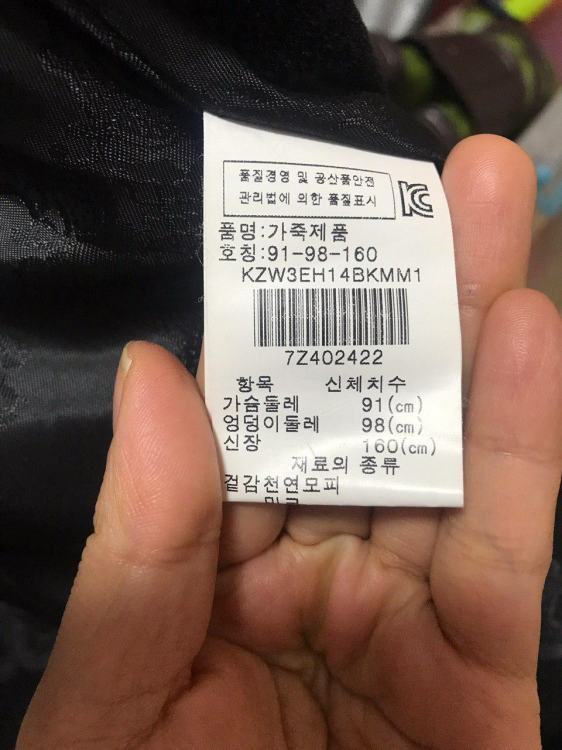 품질경영 및 공산품안전
관리법에 의한 품질표시
KC
품명:가죽제품
호칭:91-98-160
KZW3EH14BKMM1
7Z402422
항목 신체치수
가슴둘레 91(cm)
엉덩이둘레 98(cm)
신장 160(cm)
재료의 종류
겉감천연모피